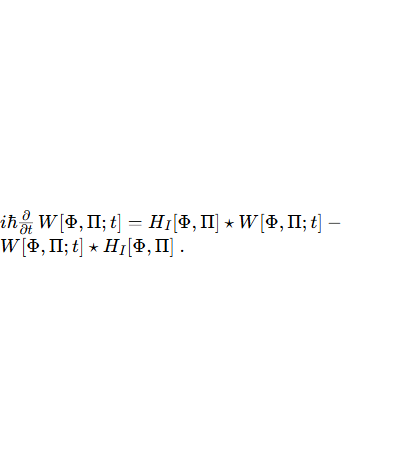 iħ ∂/∂t W[Φ, Π; t] = H_I[Φ, Π] ⋆ W[Φ, Π; t] −
W[Φ, Π; t] ⋆ H_I[Φ, Π] .